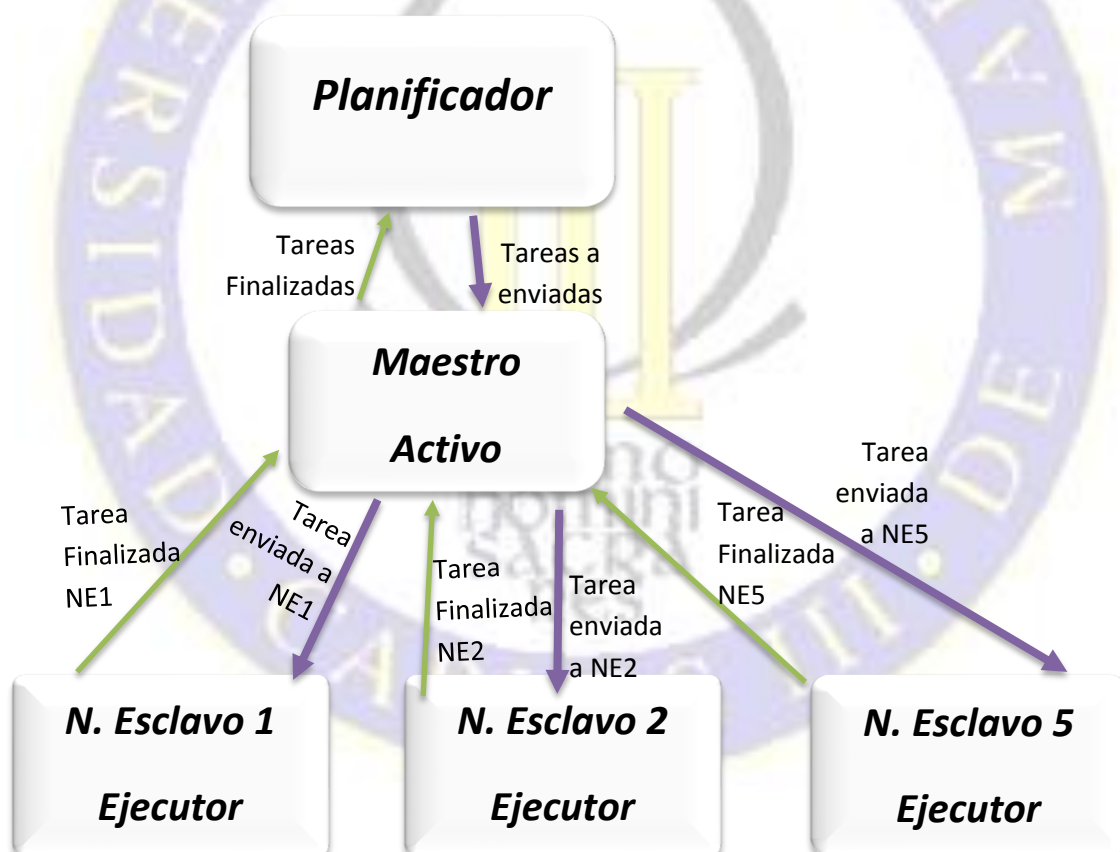 Planificador
Tareas
Finalizadas
Tareas a
enviadas
Maestro
Activo
Tarea
Finalizada
NE1
Tarea
enviada a
NE1
Tarea
Finalizada
NE2
Tarea
enviada
a NE2
Tarea
Finalizada
NE5
Tarea
enviada
a NE5
N. Esclavo 1
Ejecutor
N. Esclavo 2
Ejecutor
N. Esclavo 5
Ejecutor